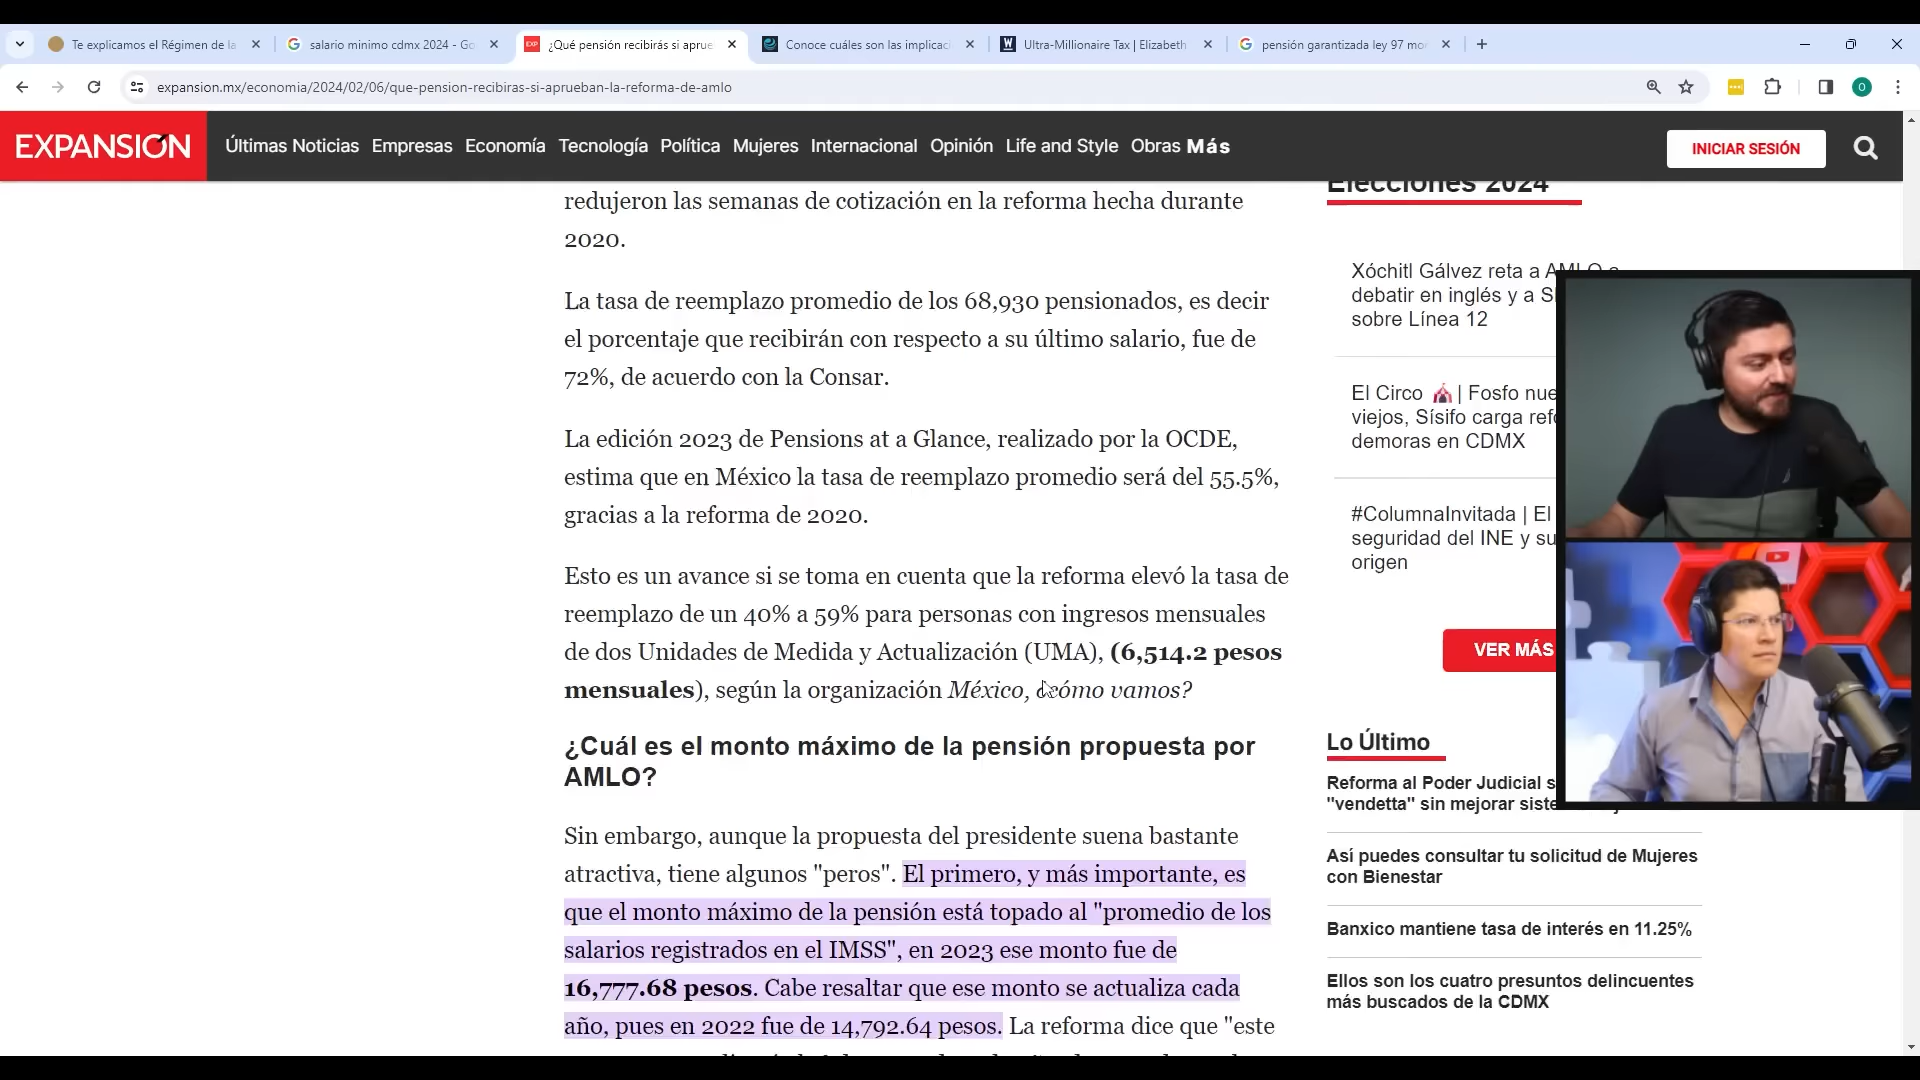 Te explicamos el Régimen de la
salario minimo cdmx 2024 - Go
EXP
¿Qué pensión recibirás si aprue
Conoce cuáles son las implicaci
W
Ultra-Millionaire Tax | Elizabeth
pensión garantizada ley 97 mo
expansion.mx/economia/2024/02/06/que-pension-recibiras-si-aprueban-la-reforma-de-amlo
O
EXPANSIÓN
Últimas Noticias Empresas Economía Tecnología Política Mujeres Internacional Opinión Life and Style Obras Más
INICIAR SESIÓN
redujeron las semanas de cotización en la reforma hecha durante
2020.
La tasa de reemplazo promedio de los 68,930 pensionados, es decir
el porcentaje que recibirán con respecto a su último salario, fue de
72%, de acuerdo con la Consar.
La edición 2023 de Pensions at a Glance, realizado por la OCDE,
estima que en México la tasa de reemplazo promedio será del 55.5%,
gracias a la reforma de 2020.
Esto es un avance si se toma en cuenta que la reforma elevó la tasa de
reemplazo de un 40% a 59% para personas con ingresos mensuales
de dos Unidades de Medida y Actualización (UMA), (6,514.2 pesos
mensuales), según la organización México, ¿cómo vamos?
¿Cuál es el monto máximo de la pensión propuesta por
AMLO?
Sin embargo, aunque la propuesta del presidente suena bastante
atractiva, tiene algunos "peros". El primero, y más importante, es
que el monto máximo de la pensión está topado al "promedio de los
salarios registrados en el IMSS", en 2023 ese monto fue de
16,777.68 pesos. Cabe resaltar que ese monto se actualiza cada
año, pues en 2022 fue de 14,792.64 pesos. La reforma dice que "este
Elecciones 2024
Xóchitl Gálvez reta a AMLO a
debatir en inglés y a
sobre Línea 12
El Circo 🎪 | Fosfo
viejos, Sísifo carga
demoras en CDMX
#ColumnaInvitada | El
seguridad del INE y su
origen
VER MÁS
Lo Último
Reforma al Poder Judicial
"vendetta" sin mejorar
Así puedes consultar tu solicitud de Mujeres
con Bienestar
Banxico mantiene tasa de interés en 11.25%
Ellos son los cuatro presuntos delincuentes
más buscados de la CDMX